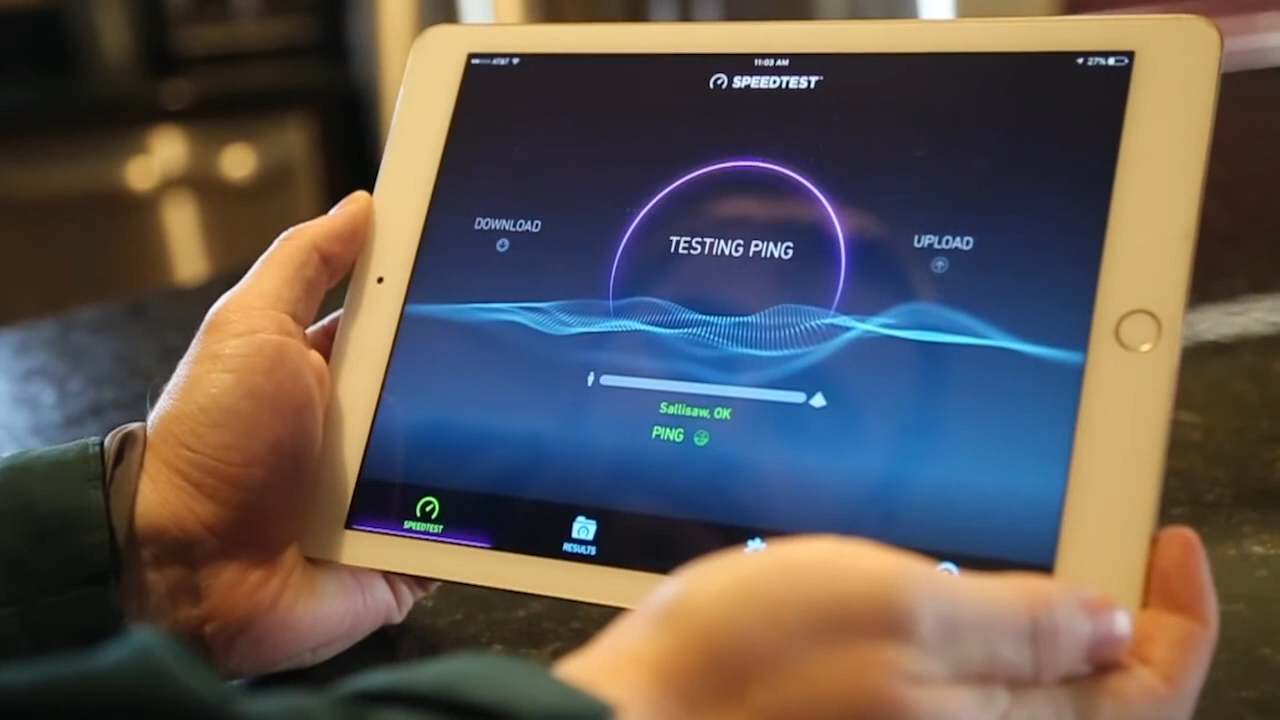 AT&T
11:03 AM
27%
SPEEDTEST
DOWNLOAD
TESTING PING
UPLOAD
Sallisaw, OK
PING
SPEEDTEST
RESULTS